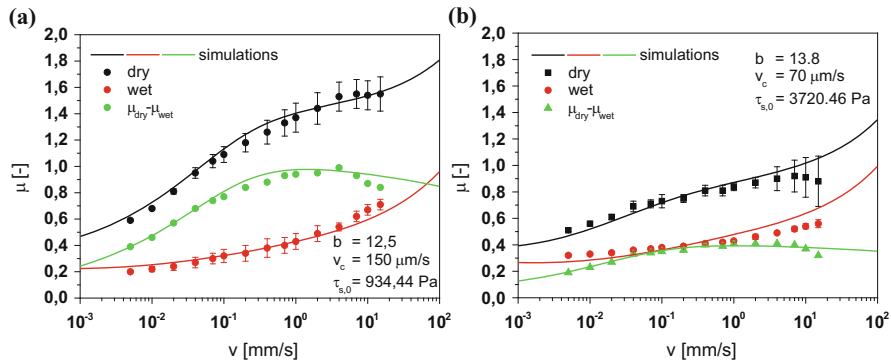 (a)
2,0
1,8
1,6
1,4
1,2
1,0
0,8
0,6
0,4
0,2
0,0
μ [-]
simulations
dry
wet
μdry-μwet
b = 12,5
vc = 150 μm/s
τs,0 = 934,44 Pa
10-3 10-2 10-1 100 101 102
v [mm/s]
(b)
2,0
1,8
1,6
1,4
1,2
1,0
0,8
0,6
0,4
0,2
0,0
μ [-]
simulations
dry
wet
μdry-μwet
b = 13.8
vc = 70 μm/s
τs,0 = 3720.46 Pa
10-3 10-2 10-1 100 101 102
v [mm/s]